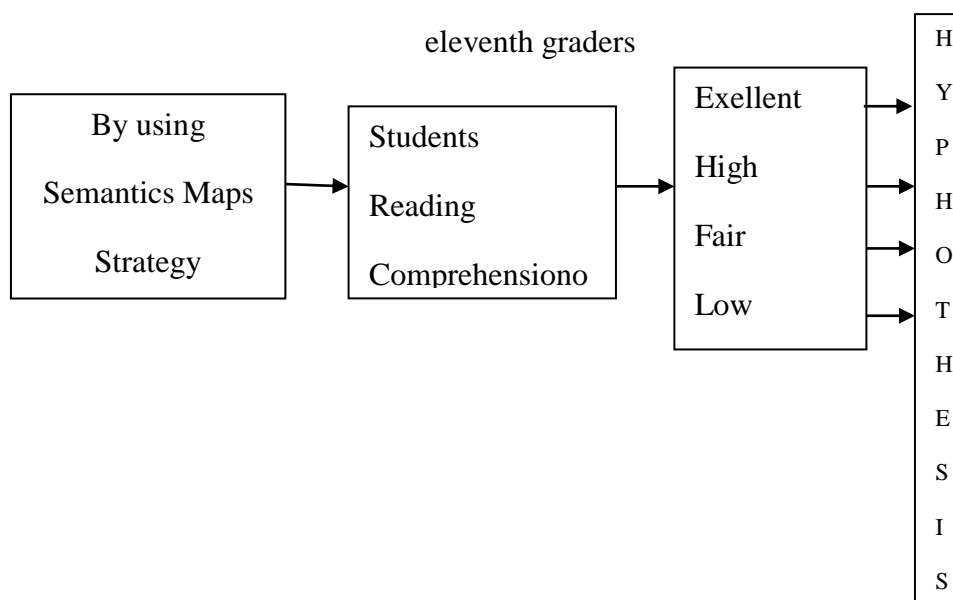 eleventh graders
By using
Semantics Maps
Strategy
Students
Reading
Comprehensiono
Exellent
High
Fair
Low
H
Y
P
H
O
T
H
E
S
I
S